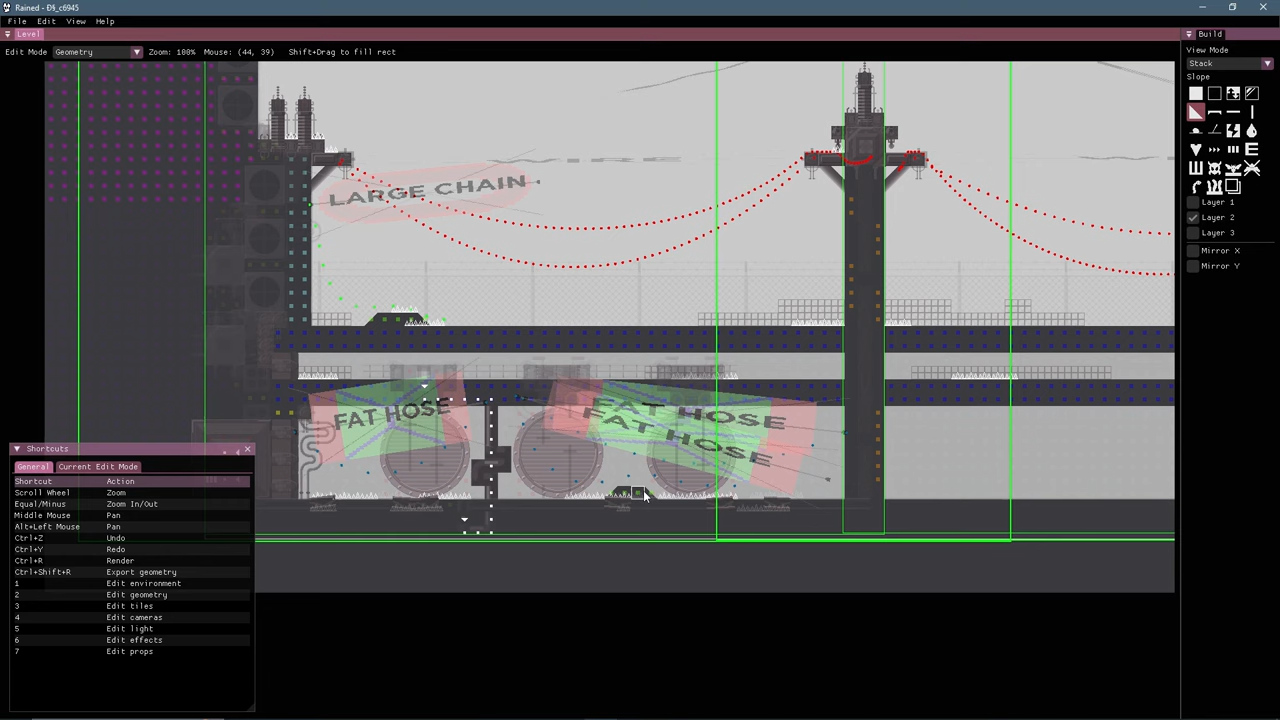 Rained - Đ§_c6945
File Edit View Help
Level
Edit Mode Geometry Zoom: 100% Mouse: (44, 39) Shift+Drag to fill rect
Build
View Mode
Stack
Slope
Layer 1
Layer 2
Layer 3
Mirror X
Mirror Y
LARGE CHAIN
WIRE
FAT HOSE
FAT HOSE
FAT HOSE
Shortcuts
General Current Edit Mode
Shortcut Action
Scroll Wheel Zoom
Equal/Minus Zoom In/Out
Middle Mouse Pan
Alt+Left Mouse Pan
Ctrl+Z Undo
Ctrl+Y Redo
Ctrl+R Render
Ctrl+Shift+R Export geometry
1 Edit environment
2 Edit geometry
3 Edit tiles
4 Edit cameras
5 Edit light
6 Edit effects
7 Edit props